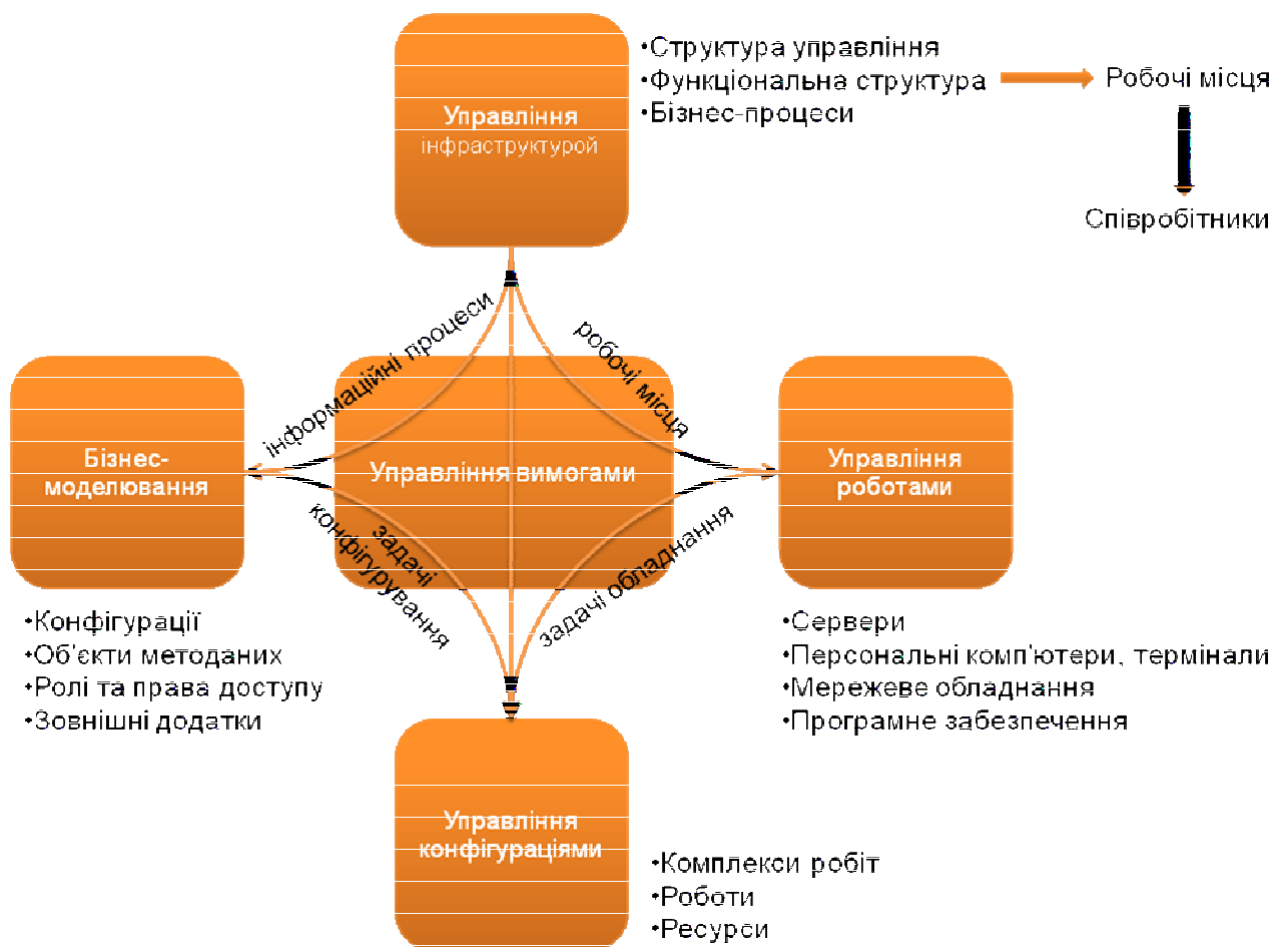 Управління
інфраструктурой
•Структура управління
•Функціональна структура
•Бізнес-процеси
Робочі місця
Співробітники
інформаційні процеси
робочі місця
Бізнес-
моделювання
Управління вимогами
Управління
роботами
задачі
конфігурування
задачі обладнання
•Конфігурації
•Об'єкти методаних
•Ролі та права доступу
•Зовнішні додатки
•Сервери
•Персональні комп'ютери, термінали
•Мережеве обладнання
•Програмне забезпечення
Управління
конфігураціями
•Комплекси робіт
•Роботи
•Ресурси